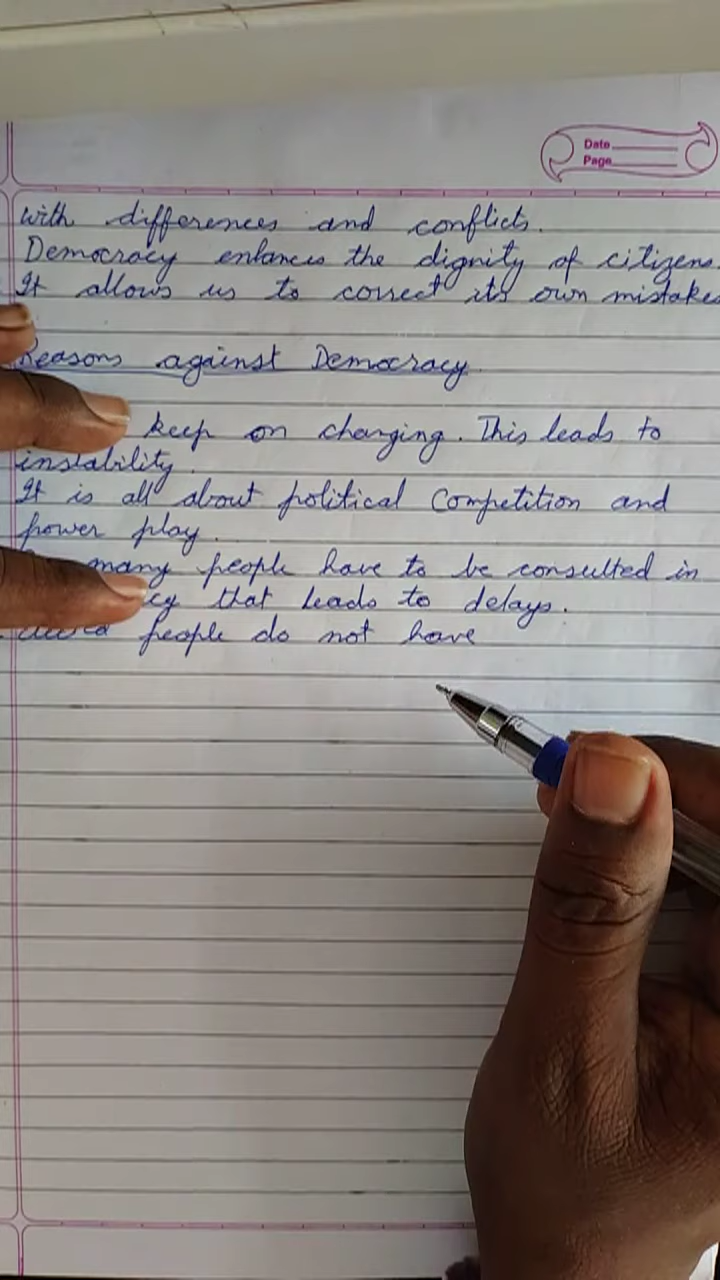 Date
Page
with differences and conflicts.
Democracy enhances the dignity of citizens.
It allows us to correct its own mistakes
Reasons against Democracy
keep on changing. This leads to
instability.
It is all about political Competition and
power play.
many people have to be consulted in
that leads to delays.
people do not have